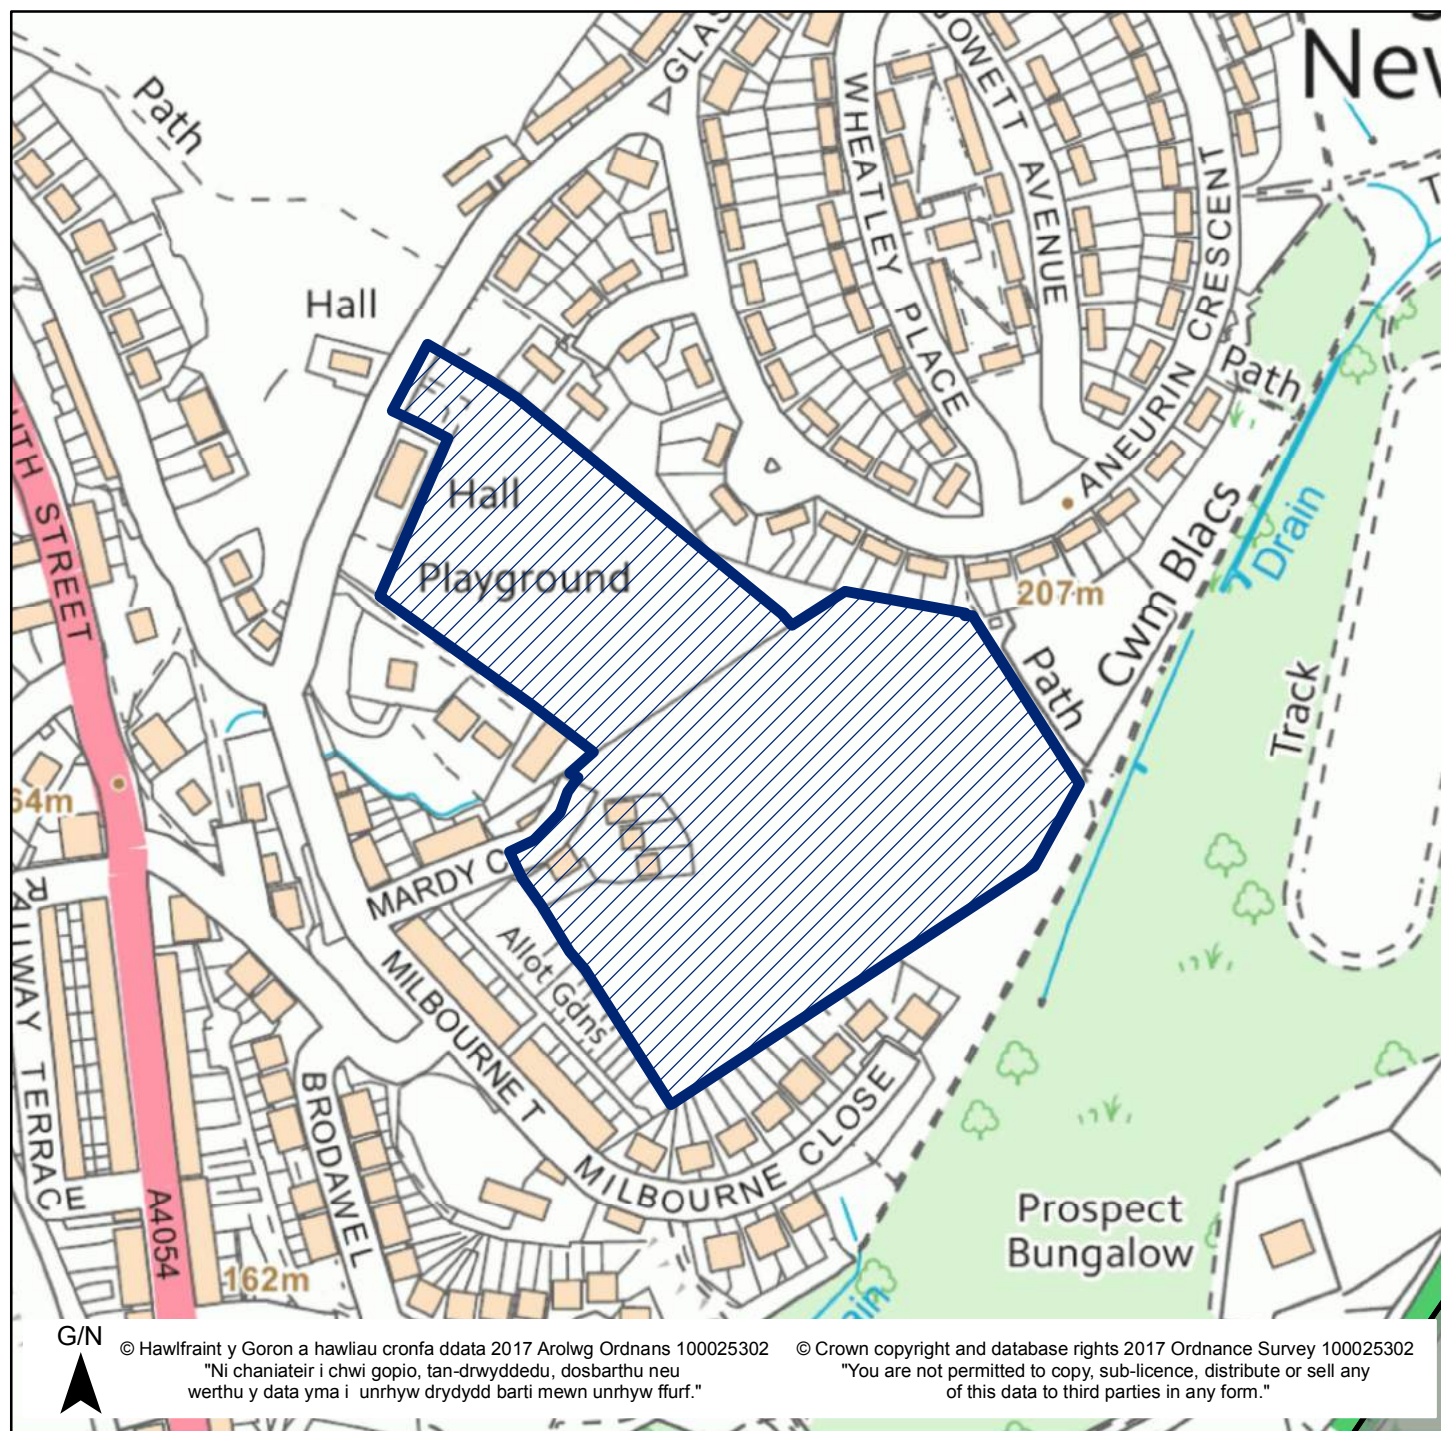 New
GLAS
JOWETT AVENUE
WHEATLEY PLACE
Path
ANEURIN CRESCENT
Hall
Path
Hall
Playground
STREET
207m
Cwm Blacs
Drain
Path
Track
64m
MARDY C
Allot Gdns
RAILWAY TERRACE
MILBOURNE T
BRODAWEL
MILBOURNE CLOSE
A4054
Prospect
Bungalow
162m
G/N
© Hawlfraint y Goron a hawliau cronfa ddata 2017 Arolwg Ordnans 100025302
"Ni chaniateir i chwi gopio, tan-drwyddedu, dosbarthu neu
werthu y data yma i unrhyw drydydd barti mewn unrhyw ffurf."
© Crown copyright and database rights 2017 Ordnance Survey 100025302
"You are not permitted to copy, sub-licence, distribute or sell any
of this data to third parties in any form."